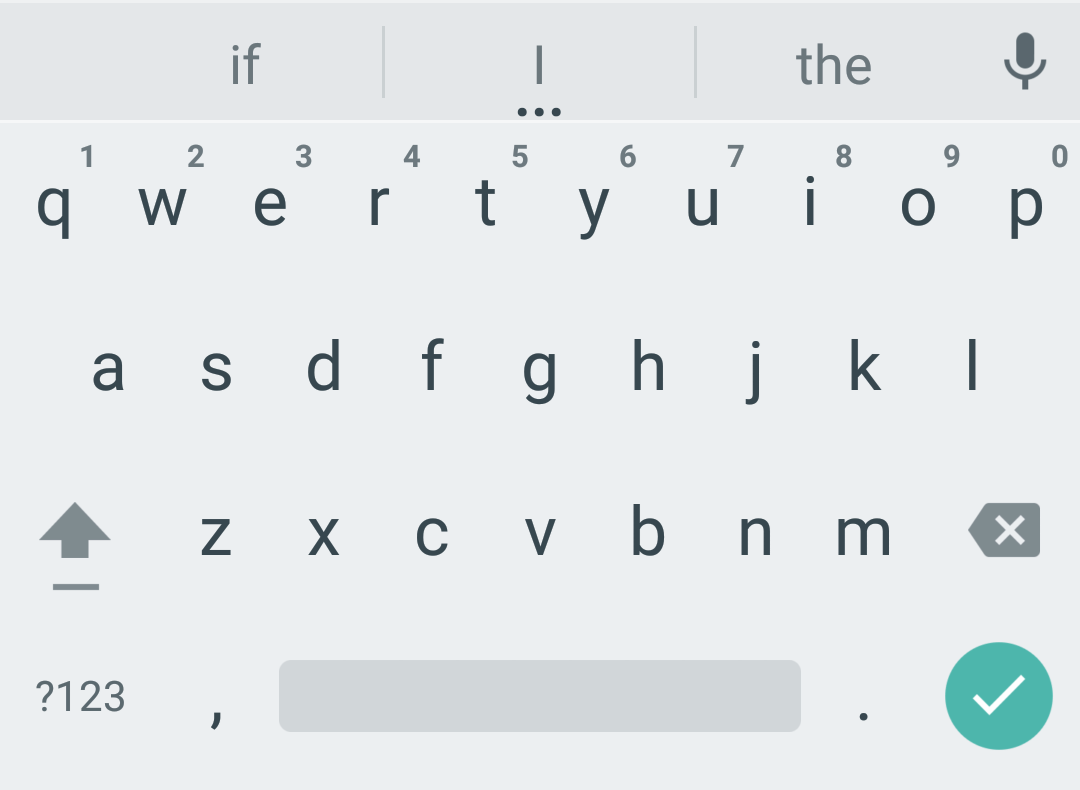 if I the
1 2 3 4 5 6 7 8 9 0
q w e r t y u i o p
a s d f g h j k l
z x c v b n m
?123 , .